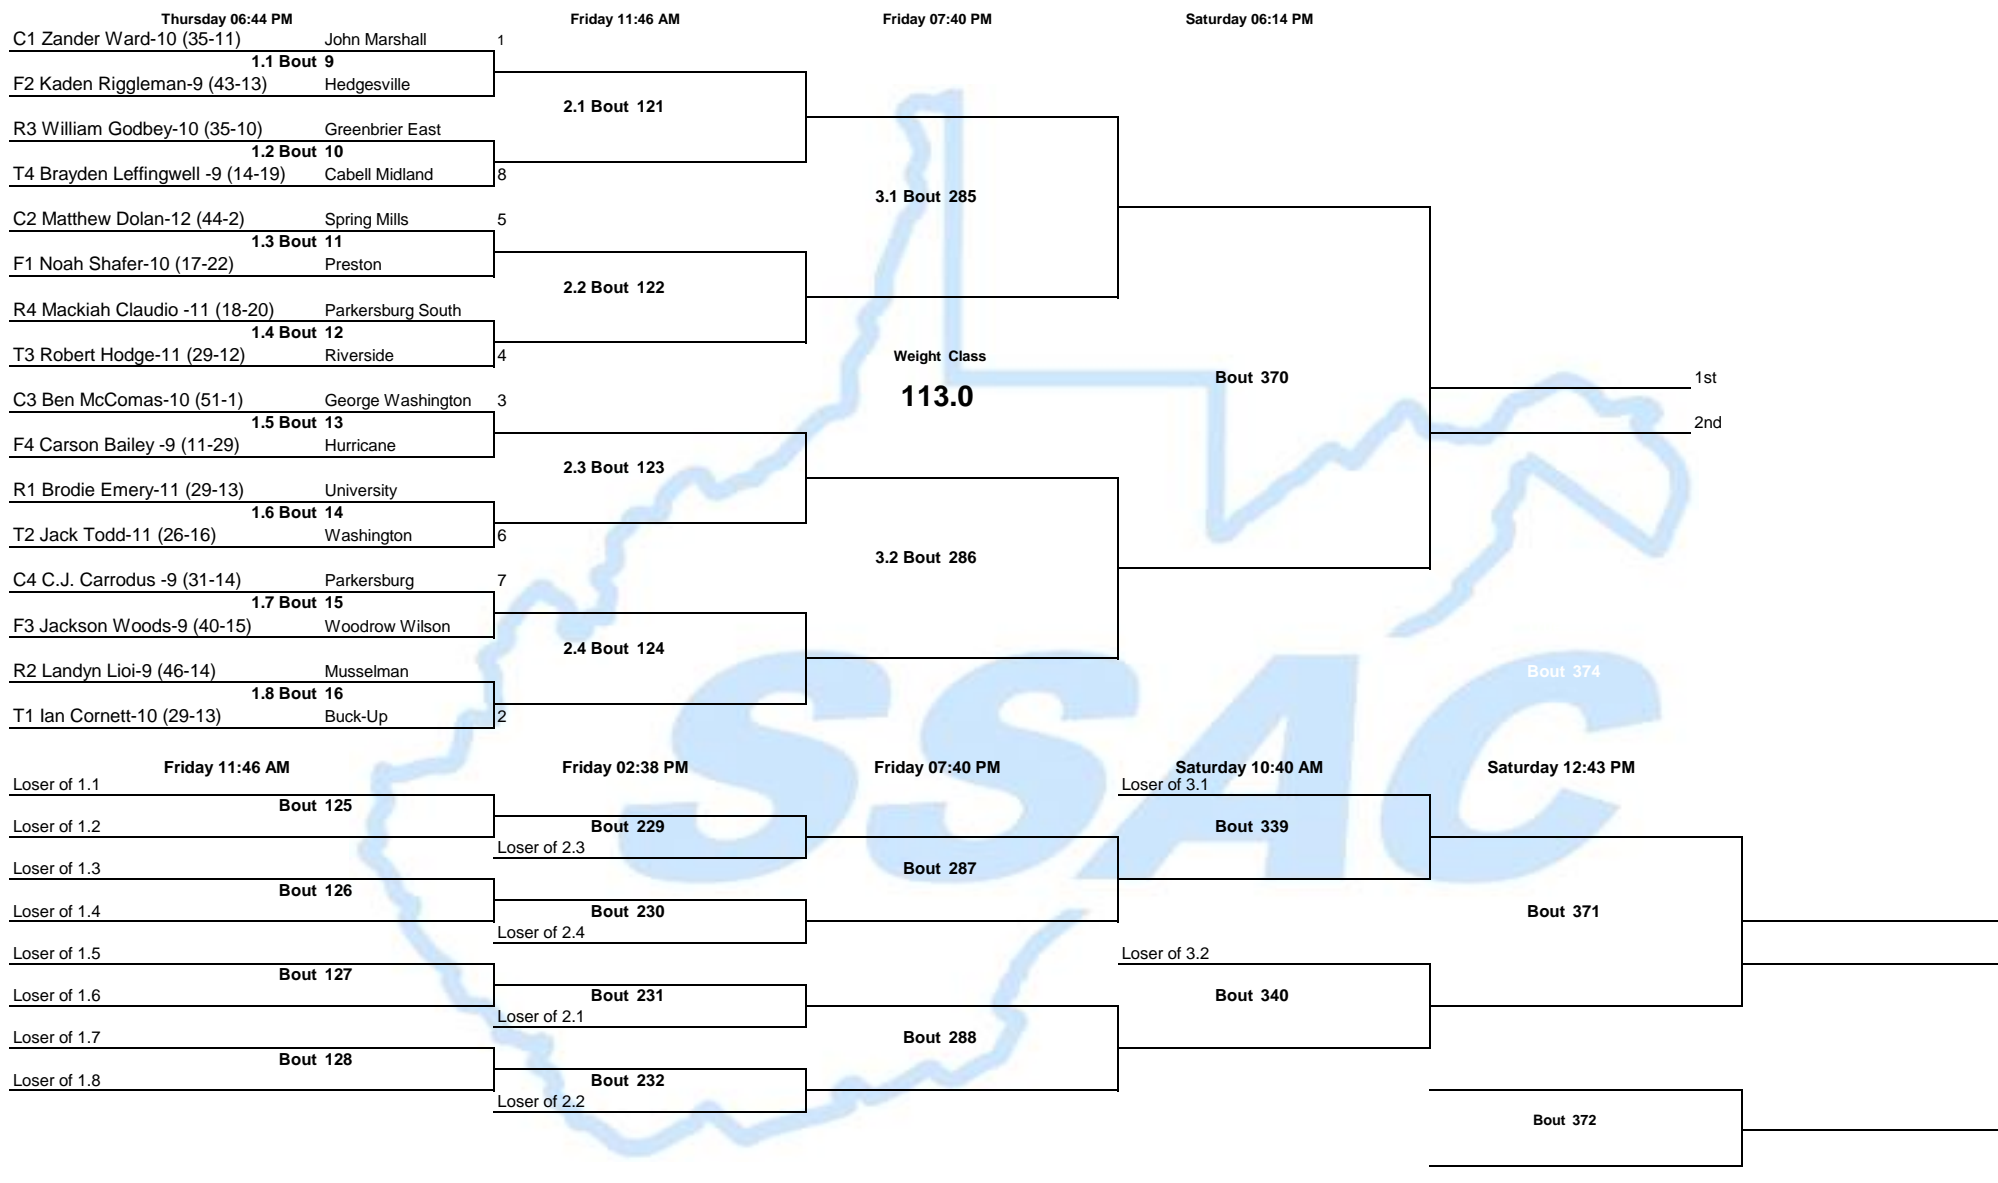 Thursday 06:44 PM Friday 11:46 AM Friday 07:40 PM Saturday 06:14 PM
C1 Zander Ward-10 (35-11) John Marshall 1
1.1 Bout 9
F2 Kaden Riggleman-9 (43-13) Hedgesville
2.1 Bout 121
R3 William Godbey-10 (35-10) Greenbrier East
1.2 Bout 10
T4 Brayden Leffingwell -9 (14-19) Cabell Midland 8
3.1 Bout 285
C2 Matthew Dolan-12 (44-2) Spring Mills 5
1.3 Bout 11
F1 Noah Shafer-10 (17-22) Preston
2.2 Bout 122
R4 Mackiah Claudio -11 (18-20) Parkersburg South
1.4 Bout 12
T3 Robert Hodge-11 (29-12) Riverside 4
Weight Class
Bout 370 1st
113.0
C3 Ben McComas-10 (51-1) George Washington 3
1.5 Bout 13 2nd
F4 Carson Bailey -9 (11-29) Hurricane
2.3 Bout 123
R1 Brodie Emery-11 (29-13) University
1.6 Bout 14
T2 Jack Todd-11 (26-16) Washington 6
3.2 Bout 286
C4 C.J. Carrodus -9 (31-14) Parkersburg 7
1.7 Bout 15
F3 Jackson Woods-9 (40-15) Woodrow Wilson
2.4 Bout 124
R2 Landyn Lioi-9 (46-14) Musselman
Bout 374
1.8 Bout 16
T1 Ian Cornett-10 (29-13) Buck-Up 2
SSAC
Friday 11:46 AM Friday 02:38 PM Friday 07:40 PM Saturday 10:40 AM Saturday 12:43 PM
Loser of 1.1 Loser of 3.1
Bout 125
Loser of 1.2 Bout 229 Bout 339
Loser of 2.3
Loser of 1.3 Bout 287
Bout 126
Loser of 1.4 Bout 230 Bout 371
Loser of 2.4
Loser of 1.5 Loser of 3.2
Bout 127
Loser of 1.6 Bout 231 Bout 340
Loser of 2.1
Loser of 1.7 Bout 288
Bout 128
Loser of 1.8 Bout 232
Loser of 2.2
Bout 372